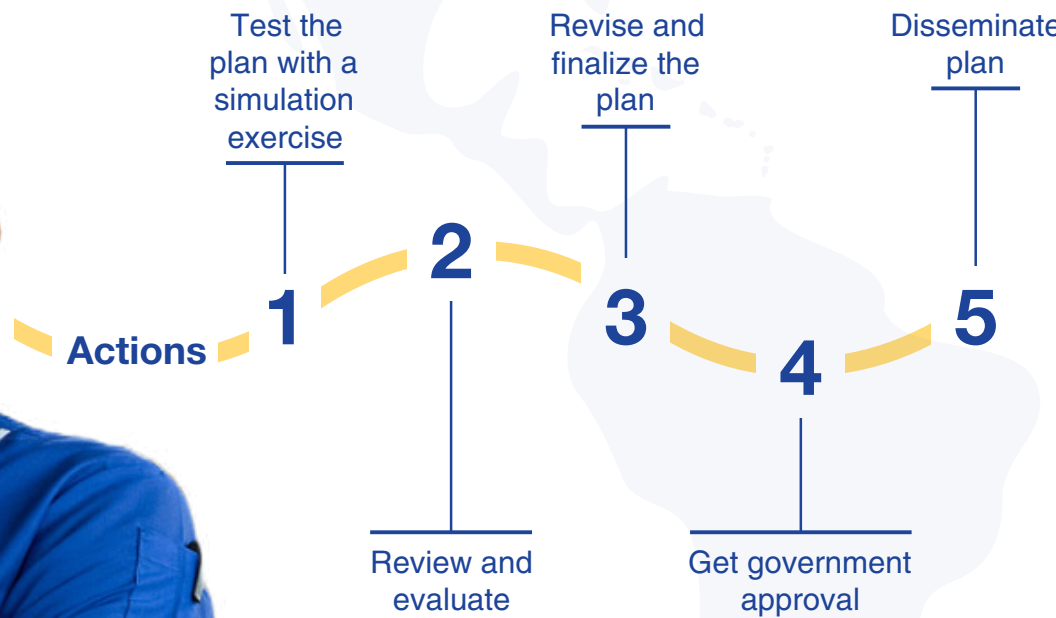 Actions
1
Test the
plan with a
simulation
exercise
2
Review and
evaluate
3
Revise and
finalize the
plan
4
Get government
approval
5
Disseminate
plan